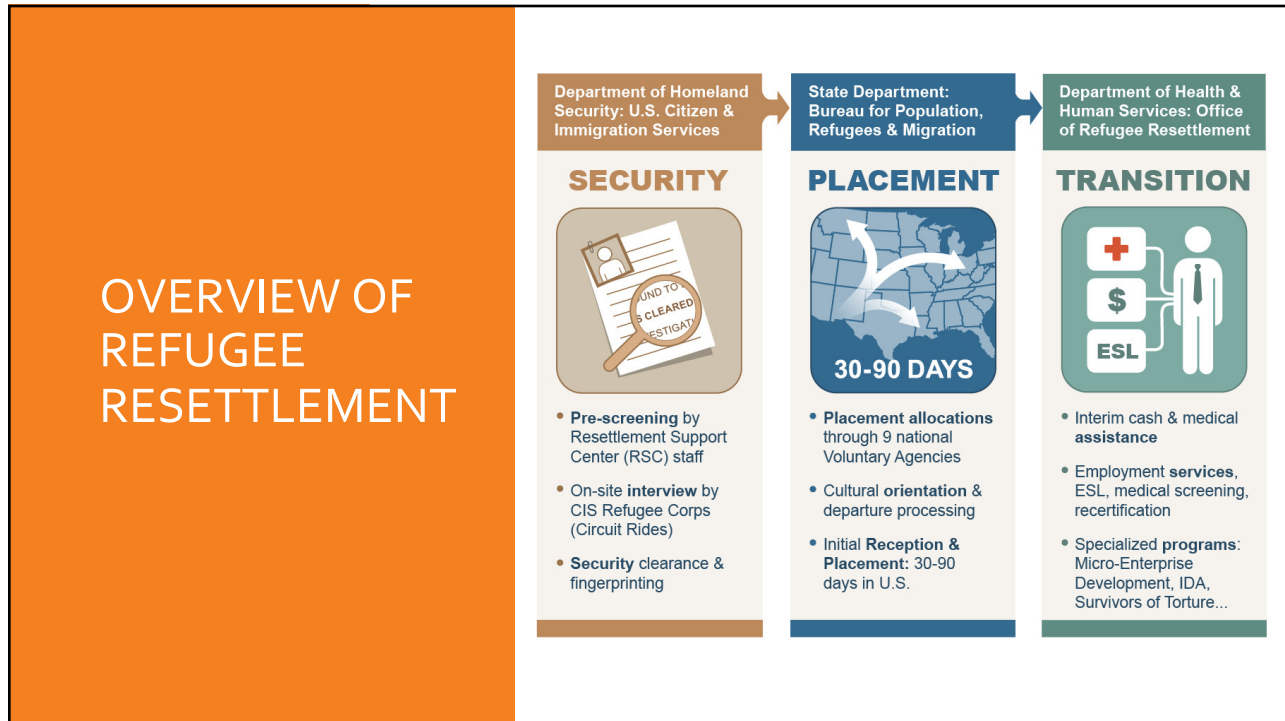 OVERVIEW OF
REFUGEE
RESETTLEMENT
Department of Homeland
Security: U.S. Citizen &
Immigration Services
SECURITY
UND TO
S CLEARED
ESTIGAT
• Pre-screening by
Resettlement Support
Center (RSC) staff
• On-site interview by
CIS Refugee Corps
(Circuit Rides)
• Security clearance &
fingerprinting
State Department:
Bureau for Population,
Refugees & Migration
PLACEMENT
30-90 DAYS
• Placement allocations
through 9 national
Voluntary Agencies
• Cultural orientation &
departure processing
• Initial Reception &
Placement: 30-90
days in U.S.
Department of Health &
Human Services: Office
of Refugee Resettlement
TRANSITION
$
ESL
• Interim cash & medical
assistance
• Employment services,
ESL, medical screening,
recertification
• Specialized programs:
Micro-Enterprise
Development, IDA,
Survivors of Torture...